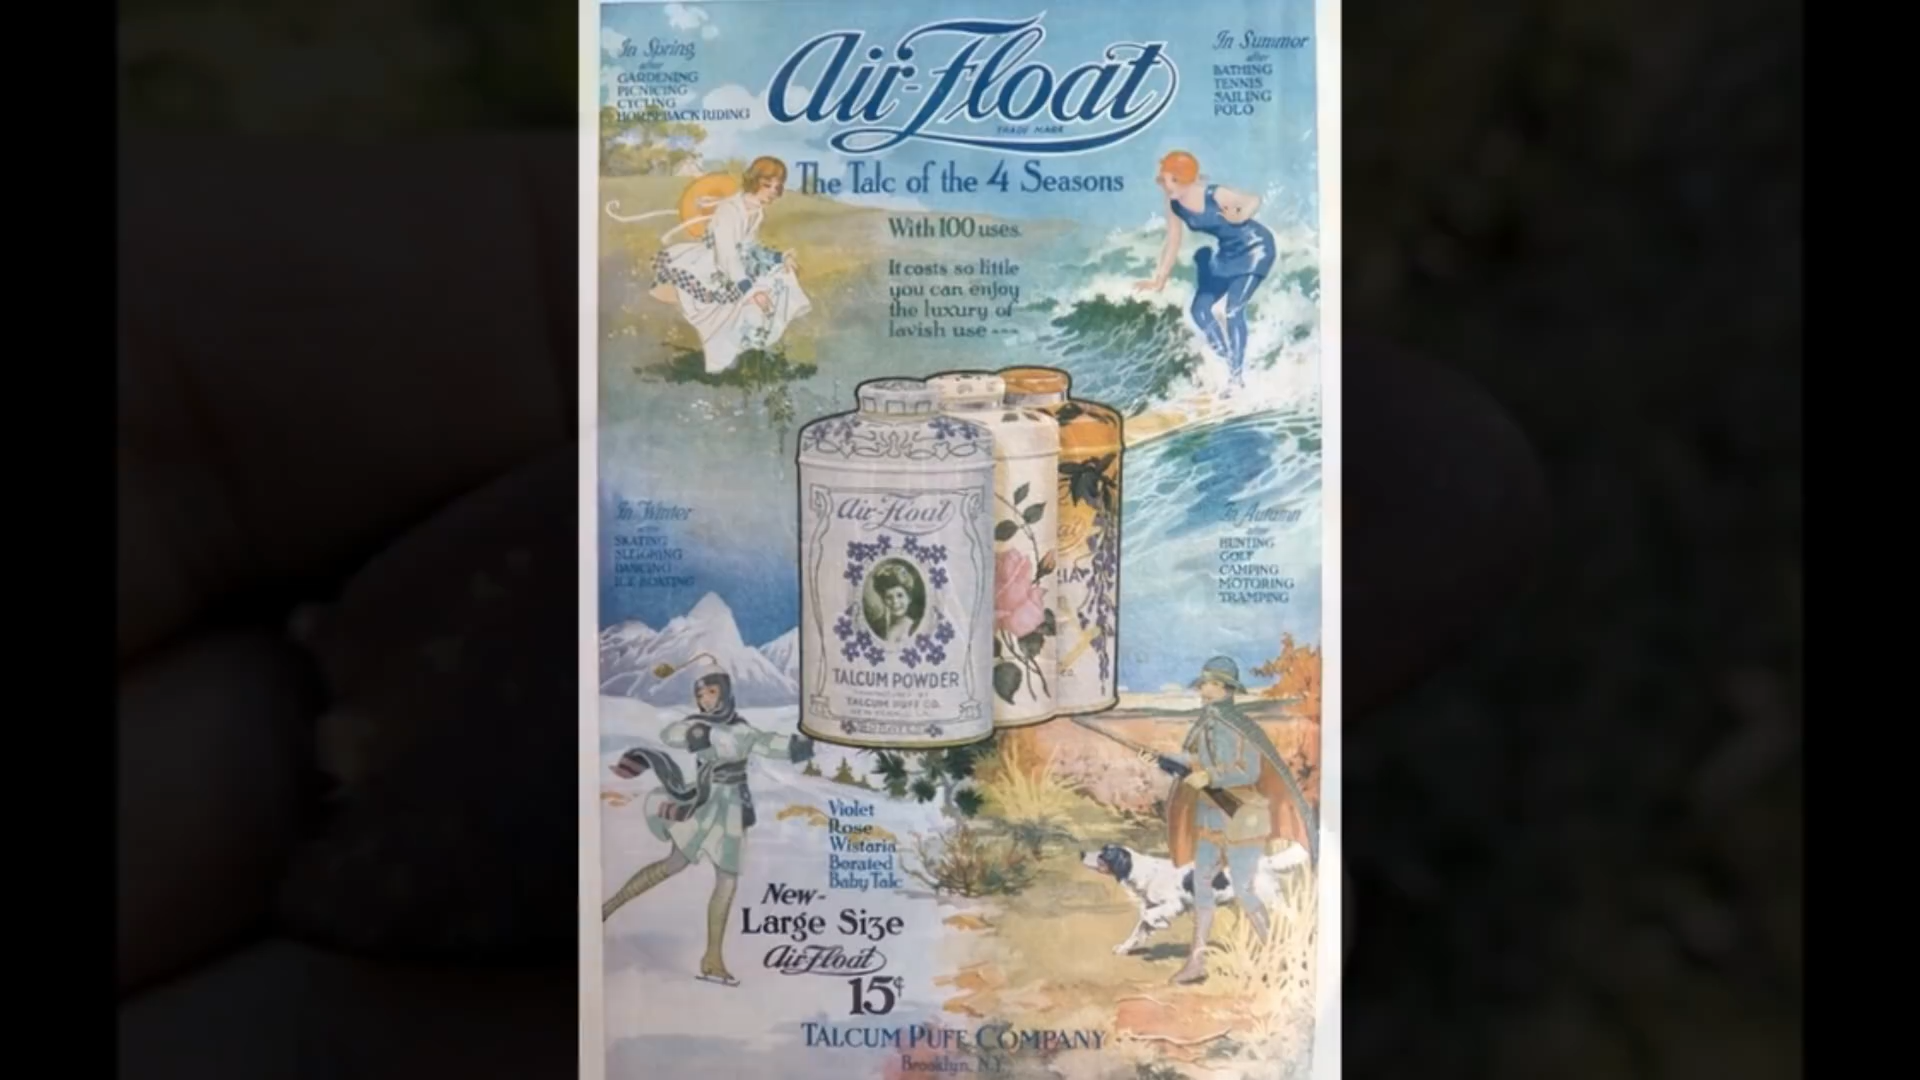 Air-Float
TRADE MARK
The Talc of the 4 Seasons
In Spring
after
GARDENING
PICNICING
CYCLING
HORSEBACK RIDING
In Summer
after
BATHING
TENNIS
SAILING
POLO
With 100 uses.
It costs so little
you can enjoy
the luxury of
lavish use
In Winter
after
SKATING
SLEIGHING
DANCING
ICE BOATING
In Autumn
after
HUNTING
GOLF
CAMPING
MOTORING
TRAMPING
Air-Float
TALCUM POWDER
TALCUM PUFF CO.
Violet
Rose
Wistaria
Borated
Baby Talc
New-
Large Size
Air-Float
15¢
TALCUM PUFF COMPANY
Brooklyn, N.Y.